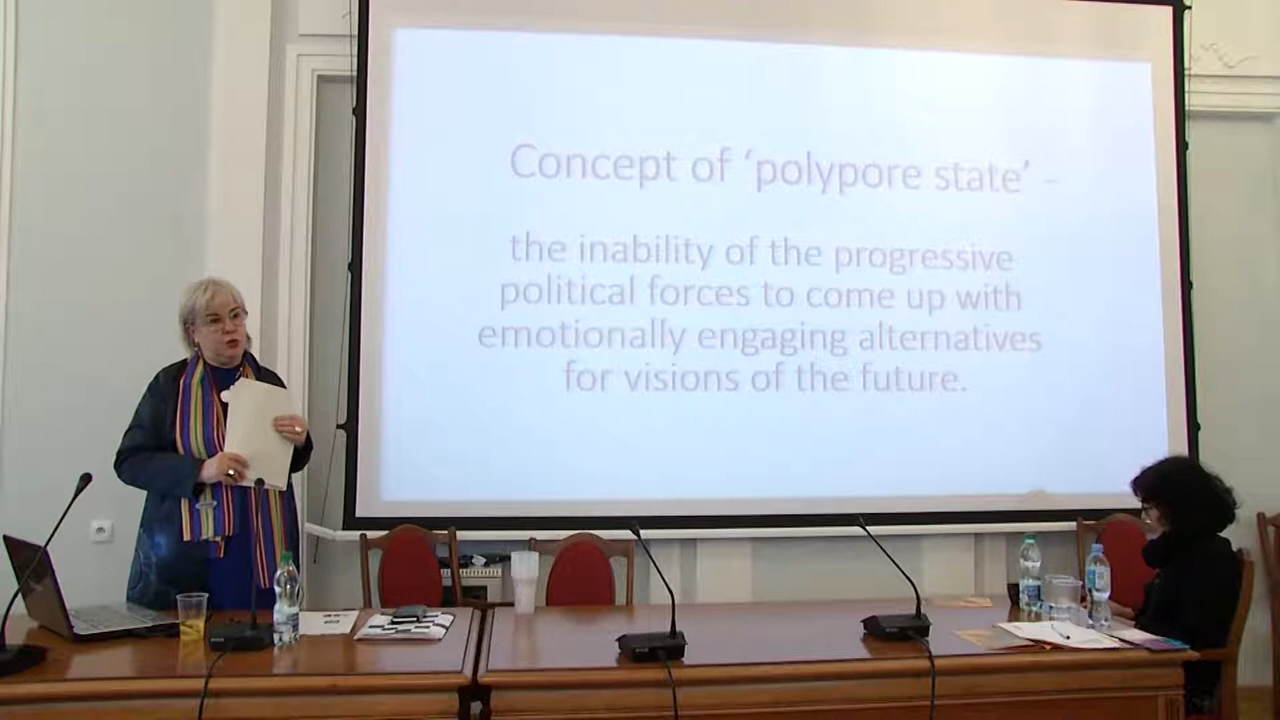 Concept of ‘polypore state’ -
the inability of the progressive
political forces to come up with
emotionally engaging alternatives
for visions of the future.